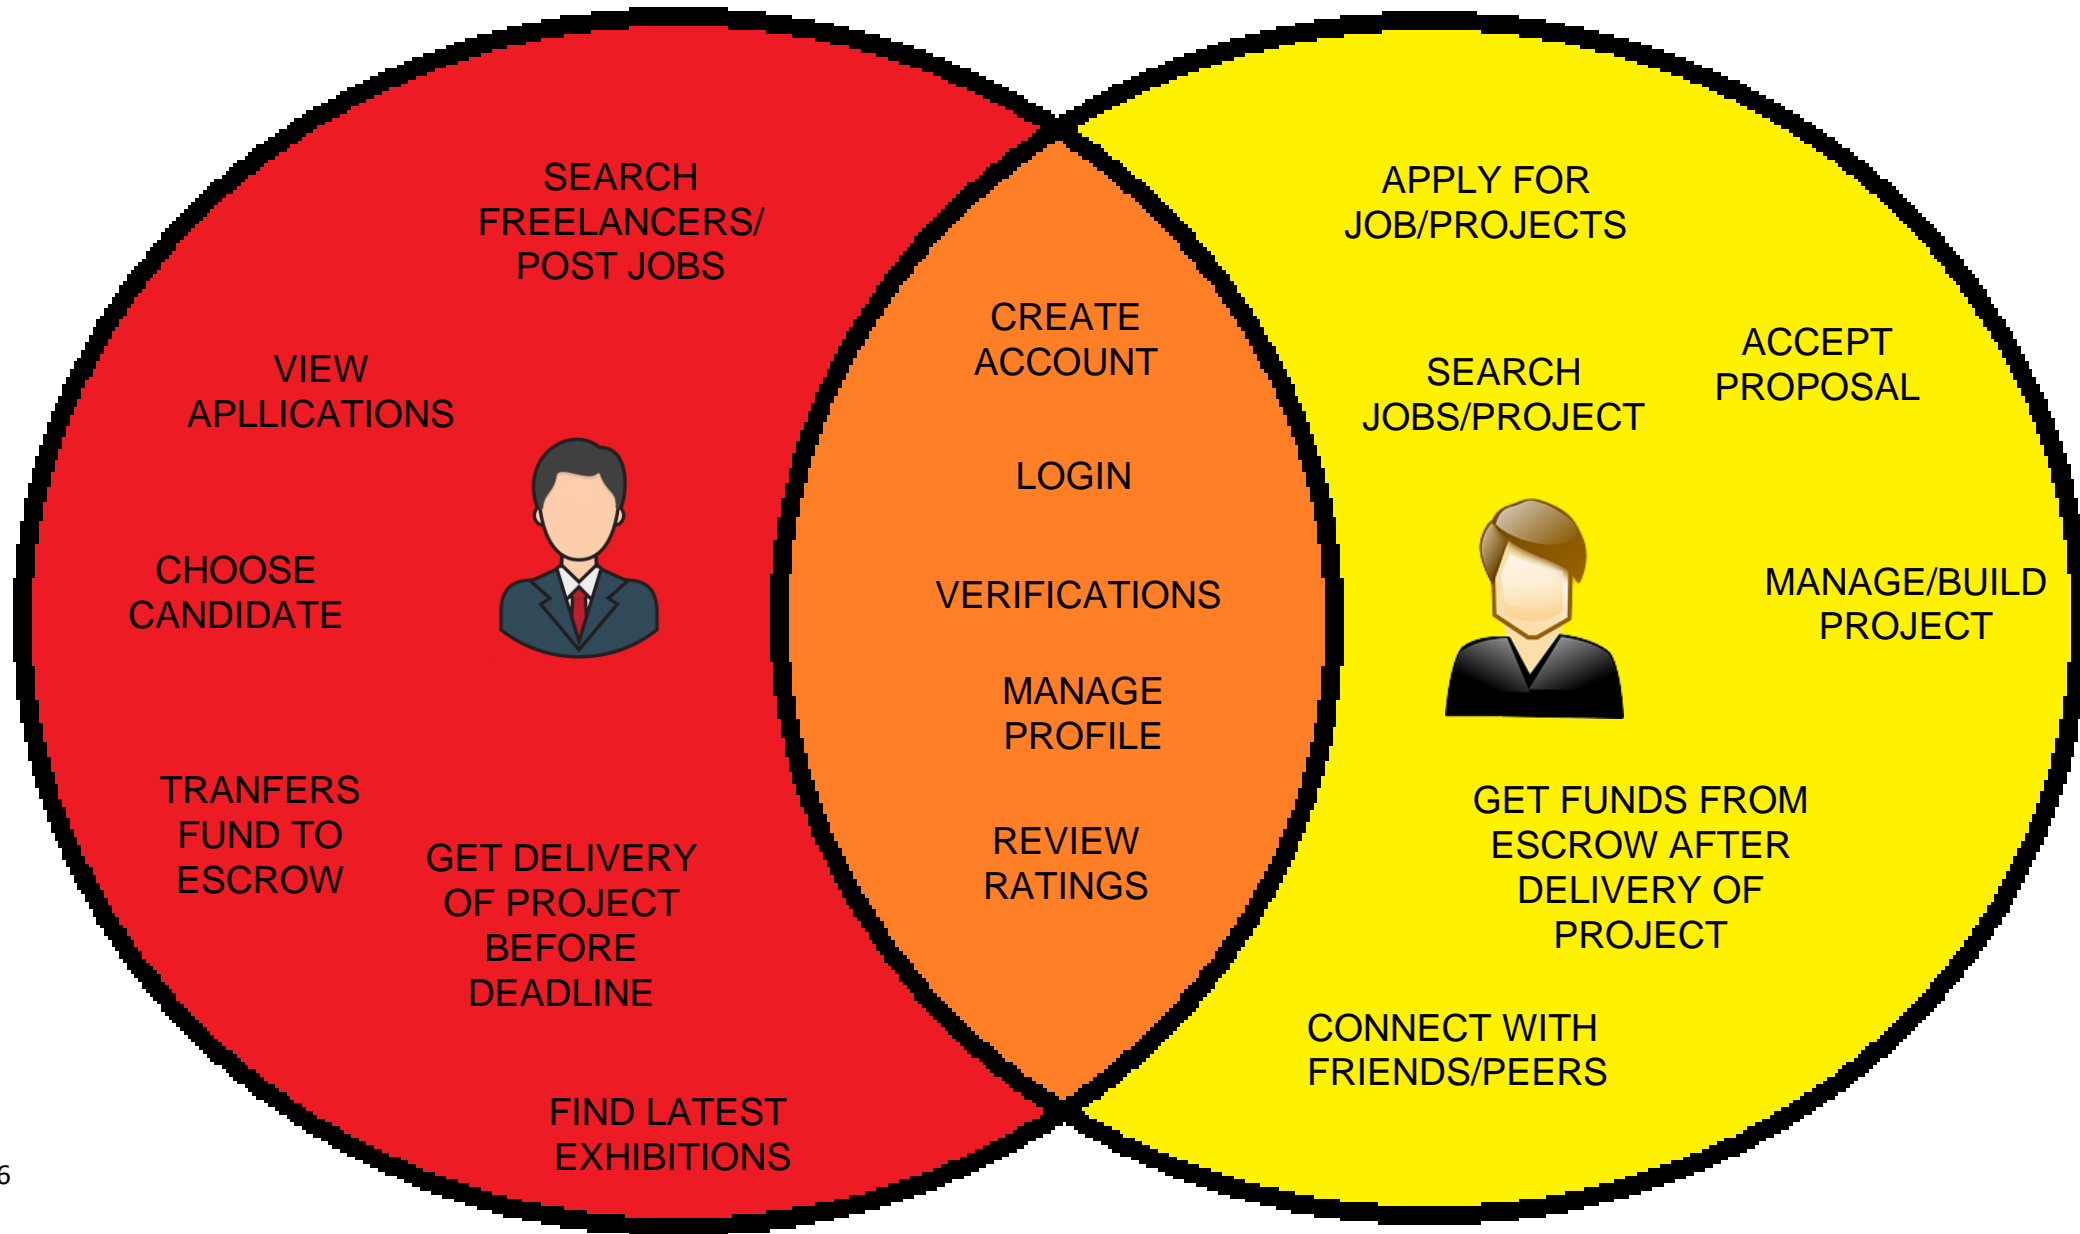 SEARCH
FREELANCERS/
POST JOBS
VIEW
APLLICATIONS
CHOOSE
CANDIDATE
TRANFERS
FUND TO
ESCROW
GET DELIVERY
OF PROJECT
BEFORE
DEADLINE
FIND LATEST
EXHIBITIONS
CREATE
ACCOUNT
LOGIN
VERIFICATIONS
MANAGE
PROFILE
REVIEW
RATINGS
APPLY FOR
JOB/PROJECTS
SEARCH
JOBS/PROJECT
ACCEPT
PROPOSAL
MANAGE/BUILD
PROJECT
GET FUNDS FROM
ESCROW AFTER
DELIVERY OF
PROJECT
CONNECT WITH
FRIENDS/PEERS
6